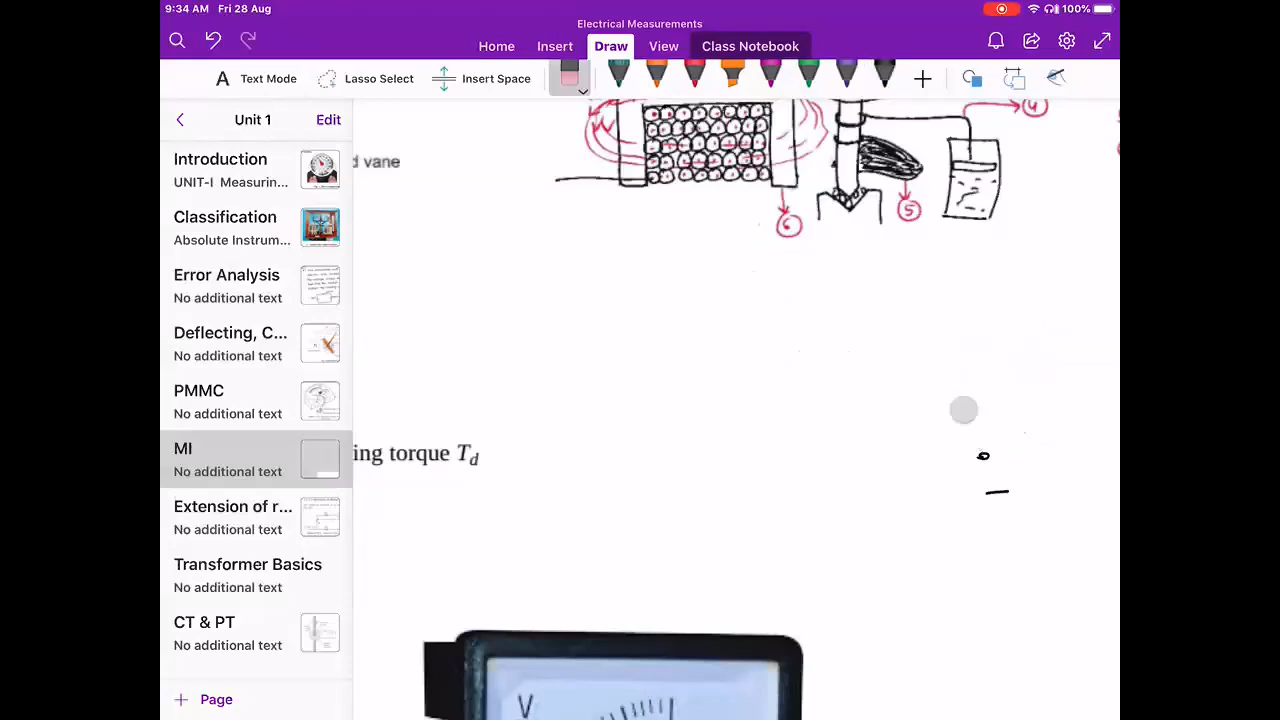 9:34 AM Fri 28 Aug
100%
Electrical Measurements
Home Insert Draw View Class Notebook
A Text Mode Lasso Select Insert Space
Unit 1 Edit
Introduction
UNIT-I Measurin...
Classification
Absolute Instrum...
Error Analysis
No additional text
Deflecting, C...
No additional text
PMMC
No additional text
MI
No additional text
Extension of r...
No additional text
Transformer Basics
No additional text
CT & PT
No additional text
+ Page
d vane
4
5
6
ing torque Td
V